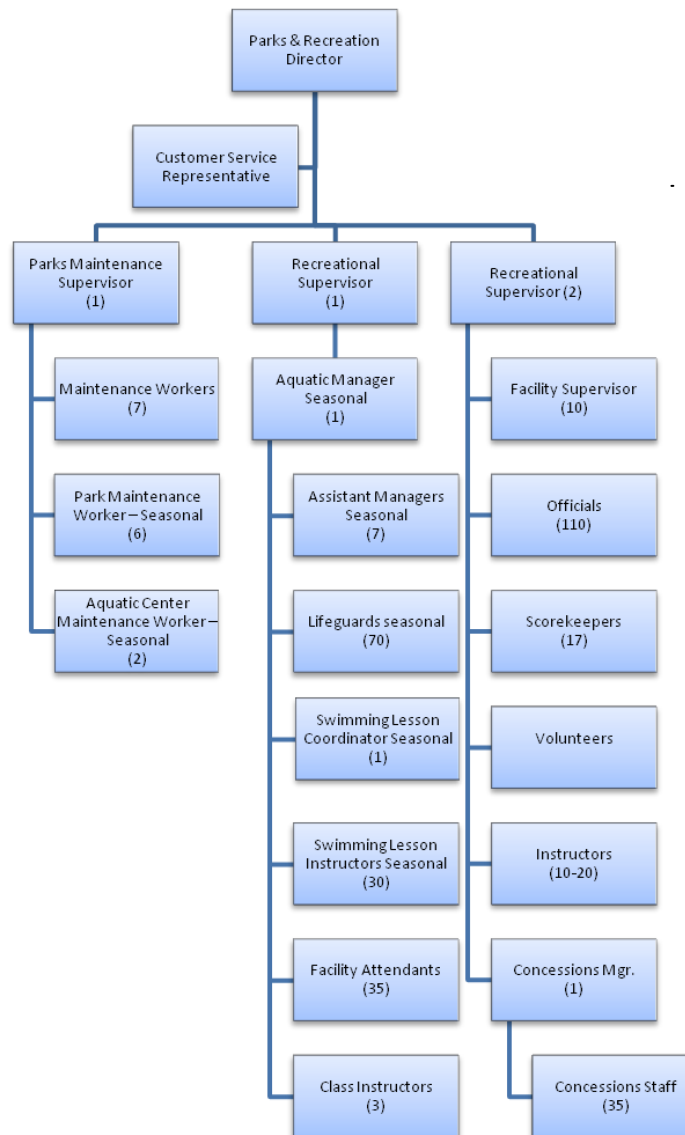 Parks & Recreation
Director
Customer Service
Representative
Parks Maintenance
Supervisor
(1)
Recreational
Supervisor
(1)
Recreational
Supervisor (2)
Maintenance Workers
(7)
Park Maintenance
Worker – Seasonal
(6)
Aquatic Center
Maintenance Worker –
Seasonal
(2)
Aquatic Manager
Seasonal
(1)
Assistant Managers
Seasonal
(7)
Lifeguards seasonal
(70)
Swimming Lesson
Coordinator Seasonal
(1)
Swimming Lesson
Instructors Seasonal
(30)
Facility Attendants
(35)
Class Instructors
(3)
Facility Supervisor
(10)
Officials
(110)
Scorekeepers
(17)
Volunteers
Instructors
(10-20)
Concessions Mgr.
(1)
Concessions Staff
(35)